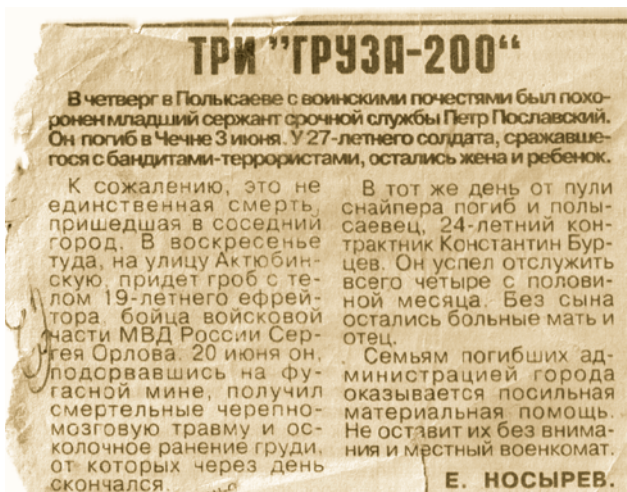 ТРИ "ГРУЗА-200"
В четверг в Полысаеве с воинскими почестями был похо-
ронен младший сержант срочной службы Петр Пославский.
Он погиб в Чечне 3 июня. У 27-летнего солдата, сражавше-
гося с бандитами-террористами, остались жена и ребенок.
К сожалению, это не
единственная смерть,
пришедшая в соседний
город. В воскресенье
туда, на улицу Актюбин-
скую, придет гроб с те-
лом 19-летнего ефрей-
тора, бойца войсковой
части МВД России Сер-
гея Орлова. 20 июня он,
подорвавшись на фу-
гасной мине, получил
смертельные черепно-
мозговую травму и ос-
колочное ранение груди,
от которых через день
скончался.
В тот же день от пули
снайпера погиб и полы-
саевец, 24-летний кон-
трактник Константин Бур-
цев. Он успел отслужить
всего четыре с полови-
ной месяца. Без сына
остались больные мать и
отец.
Семьям погибших ад-
министрацией города
оказывается посильная
материальная помощь.
Не оставит их без внима-
ния и местный военкомат.
Е. НОСЫРЕВ.